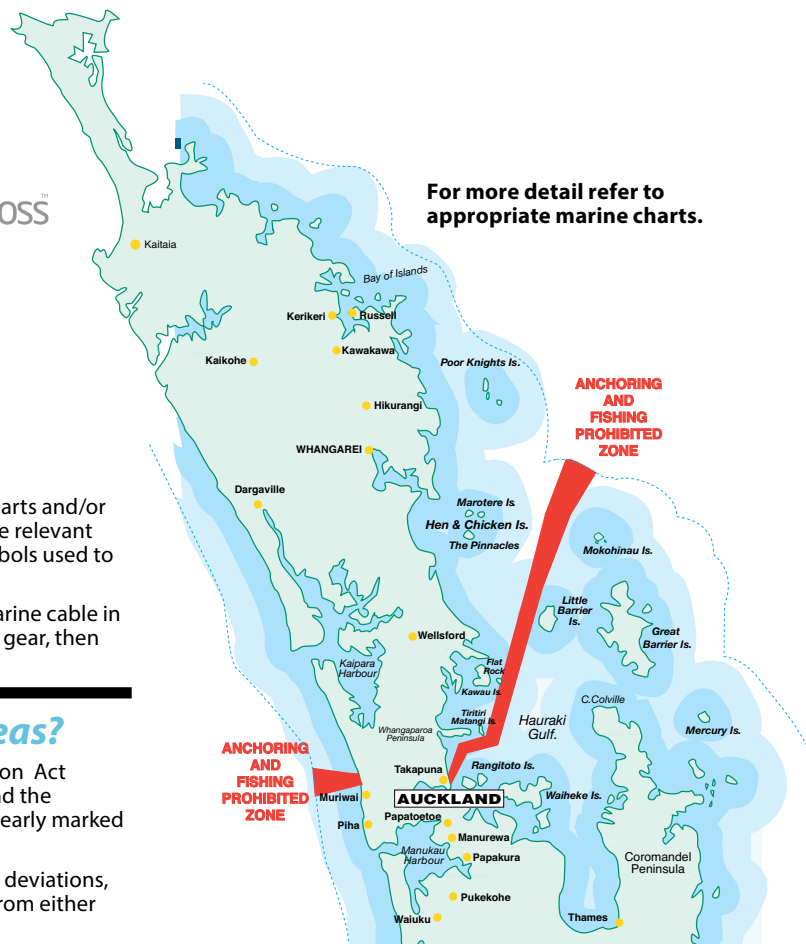 oss™
For more detail refer to
appropriate marine charts.
Kaitaia
Bay of Islands
Kerikeri
Russell
Kawakawa
Kaikohe
Poor Knights Is.
Hikurangi
ANCHORING
AND
FISHING
PROHIBITED
ZONE
WHANGAREI
Dargaville
Marotere Is.
Hen & Chicken Is.
The Pinnacles
Mokohinau Is.
arts and/or
e relevant
bols used to
arine cable in
gear, then
Little
Barrier
Is.
Great
Barrier Is.
Wellsford
Kaipara
Harbour
Flat
Rock
Kawau Is.
Tiritiri
Matangi Is.
Whangaparoa
Peninsula
Hauraki
Gulf.
C.Colville
Mercury Is.
eas?
on Act
nd the
early marked
deviations,
rom either
ANCHORING
AND
FISHING
PROHIBITED
ZONE
Takapuna
Rangitoto Is.
Muriwai
AUCKLAND
Waiheke Is.
Papatoetoe
Piha
Manurewa
Manukau
Harbour
Papakura
Coromandel
Peninsula
Pukekohe
Waiuku
Thames